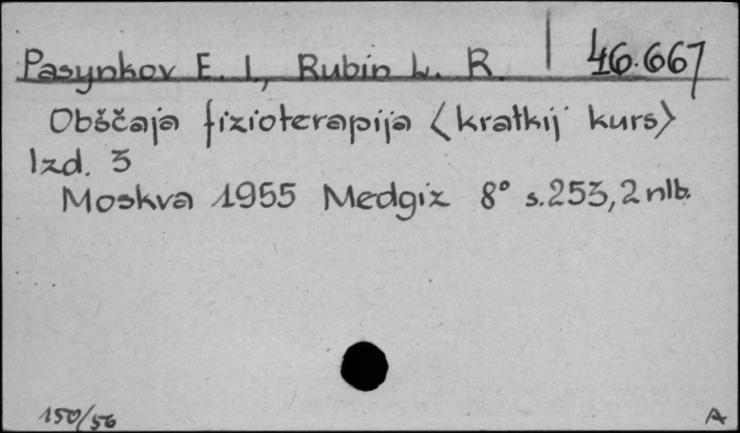 Pasynkov E. I., Rubin L. R. | 46.667
Obščaja fizioterapija <kratkij kurs>
Izd. 3
Moskva 1955 Medgiz 8° s.253, 2 nlb.
150/56
A